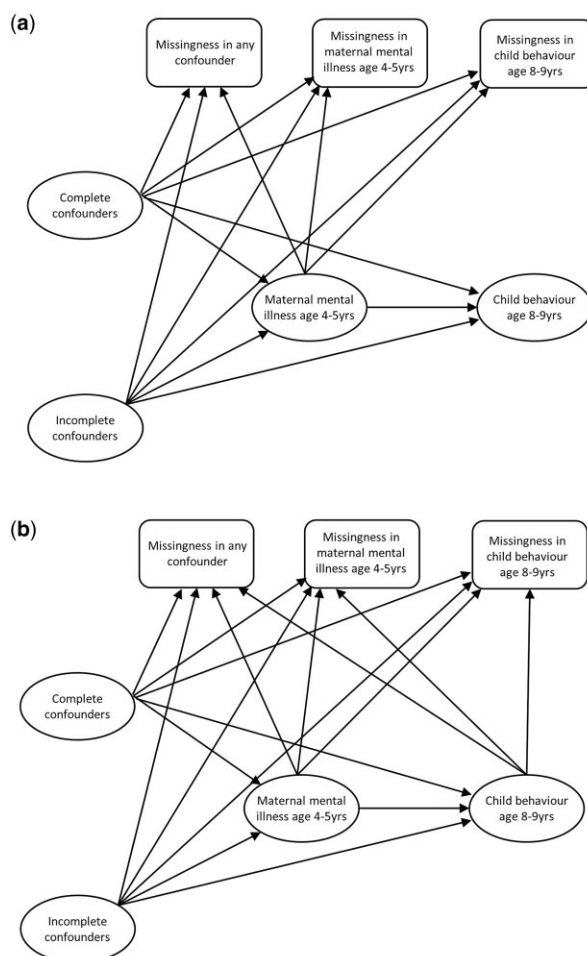 (a)
Missingness in any
confounder
Missingness in
maternal mental
illness age 4-5yrs
Missingness in
child behaviour
age 8-9yrs
Complete
confounders
Maternal mental
illness age 4-5yrs
Child behaviour
age 8-9yrs
Incomplete
confounders
(b)
Missingness in any
confounder
Missingness in
maternal mental
illness age 4-5yrs
Missingness in
child behaviour
age 8-9yrs
Complete
confounders
Maternal mental
illness age 4-5yrs
Child behaviour
age 8-9yrs
Incomplete
confounders